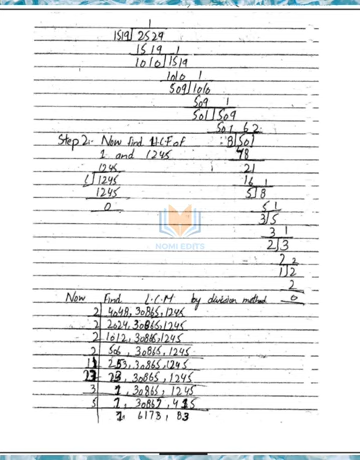 1
1519 2529
1519 1
1010 1519
1010 1
509 1010
509 1
501 509
501 62
8 501
Step 2:- Now find H.C.F of
1 and 1245
48
1245
21
1 1245
16 1
1245
5 8
0
5 1
3 5
3 1
2 3
2 2
1 2
2
0
NOMI EDITS
Now Find L.C.M by division method
2 4048, 30865, 1245
2 2024, 30865, 1245
2 1012, 30865, 1245
2 506, 30865, 1245
11 253, 30865, 1245
23 23, 30865, 1245
3 1, 30865, 1245
5 1, 30865, 415
1, 6173, 83